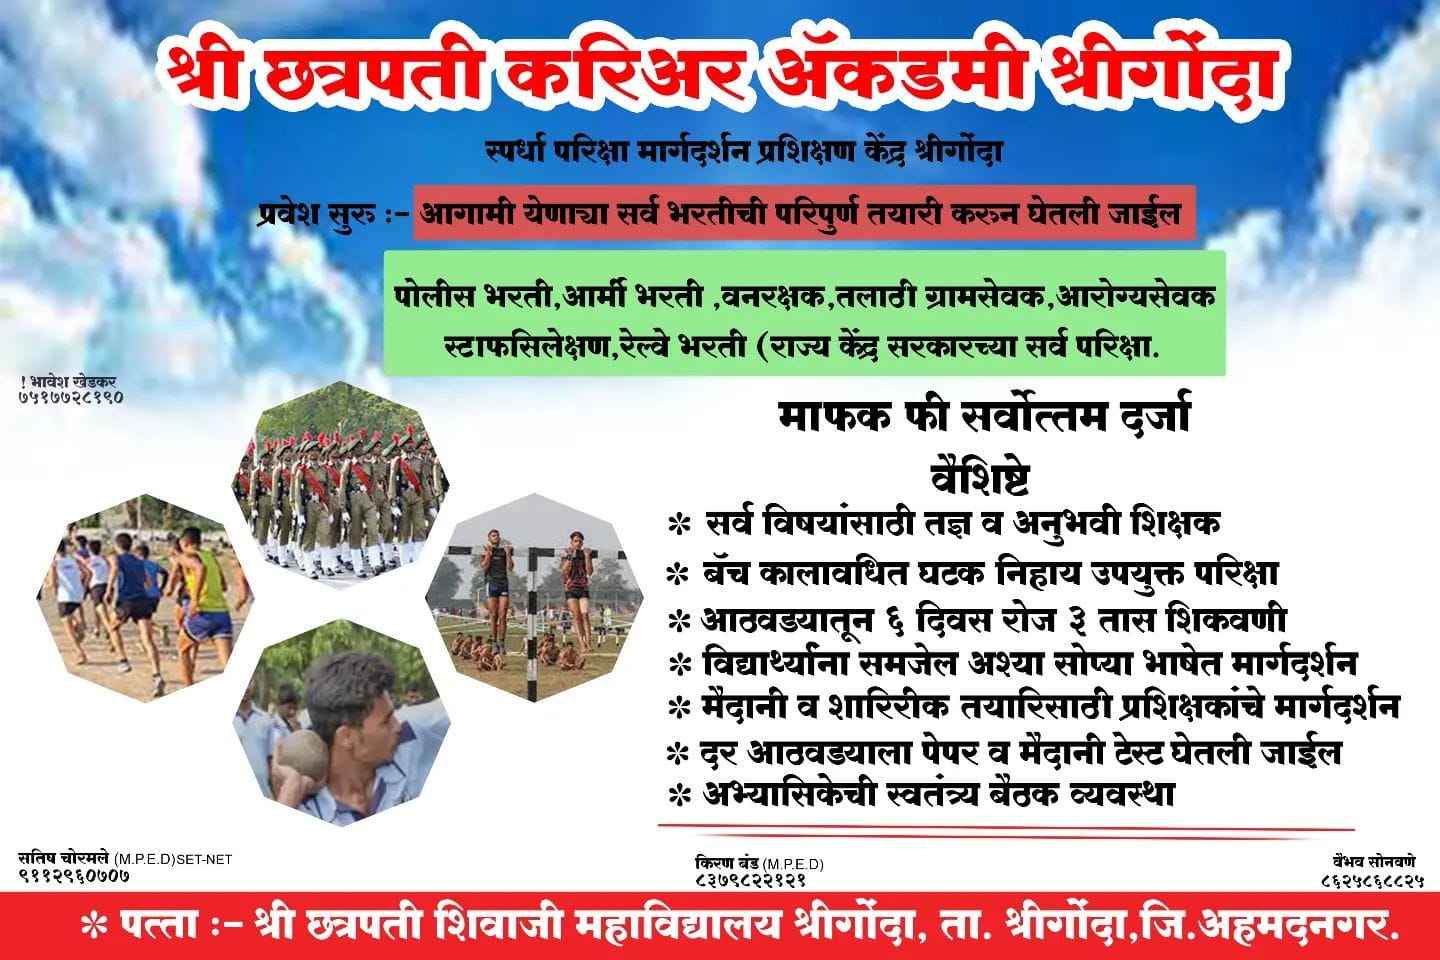 श्री छत्रपती करिअर ॲकडमी श्रीगोंदा
स्पर्धा परिक्षा मार्गदर्शन प्रशिक्षण केंद्र श्रीगोंदा
प्रवेश सुरु :- आगामी येणाऱ्या सर्व भरतीची परिपुर्ण तयारी करुन घेतली जाईल
पोलीस भरती,आर्मी भरती ,वनरक्षक,तलाठी ग्रामसेवक,आरोग्यसेवक
स्टाफसिलेक्षण,रेल्वे भरती (राज्य केंद्र सरकारच्या सर्व परिक्षा.
! भावेश खेडकर
७५१७७२८१९०
माफक फी सर्वोत्तम दर्जा
वैशिष्टे
* सर्व विषयांसाठी तज्ञ व अनुभवी शिक्षक
* बॅच कालावधित घटक निहाय उपयुक्त परिक्षा
* आठवड्यातून ६ दिवस रोज ३ तास शिकवणी
* विद्यार्थ्यांना समजेल अश्या सोप्या भाषेत मार्गदर्शन
* मैदानी व शारिरीक तयारिसाठी प्रशिक्षकांचे मार्गदर्शन
* दर आठवड्याला पेपर व मैदानी टेस्ट घेतली जाईल
* अभ्यासिकेची स्वतंत्र्य बैठक व्यवस्था
सतिष चोरमले (M.P.E.D)SET-NET
९११२९६०७०७
किरण बंड (M.P.E.D)
८३७९८२२१२१
वैभव सोनवणे
८६२५८६८८२५
* पत्ता :- श्री छत्रपती शिवाजी महाविद्यालय श्रीगोंदा, ता. श्रीगोंदा,जि.अहमदनगर.